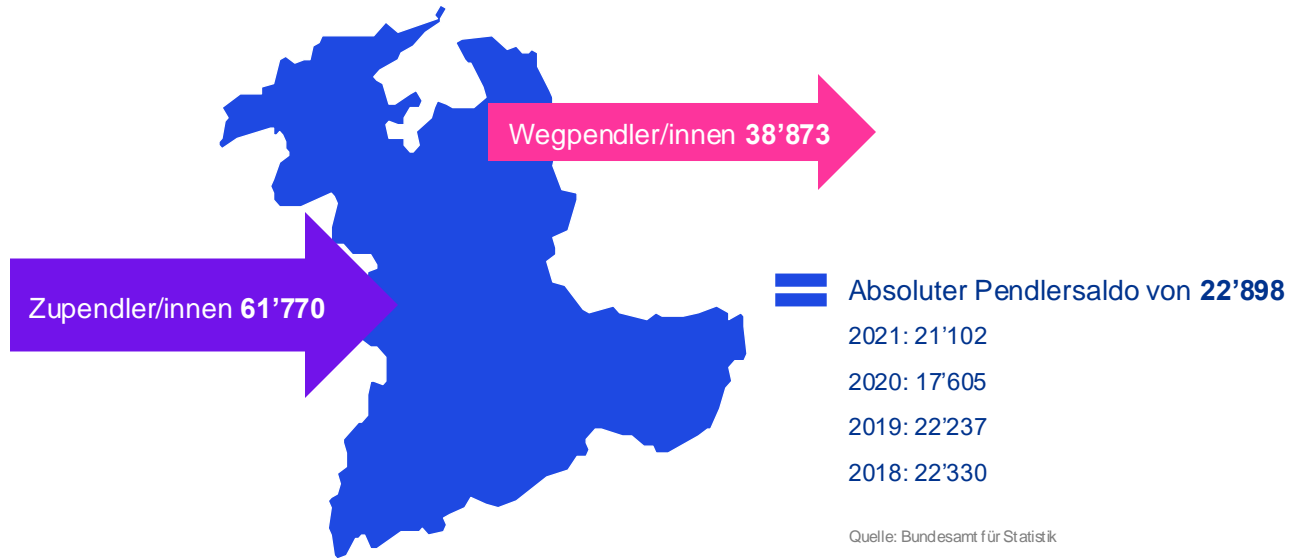 Wegpendler/innen 38’873
Zupendler/innen 61’770
Absoluter Pendlersaldo von 22’898
2021: 21’102
2020: 17’605
2019: 22’237
2018: 22’330
Quelle: Bundesamt für Statistik